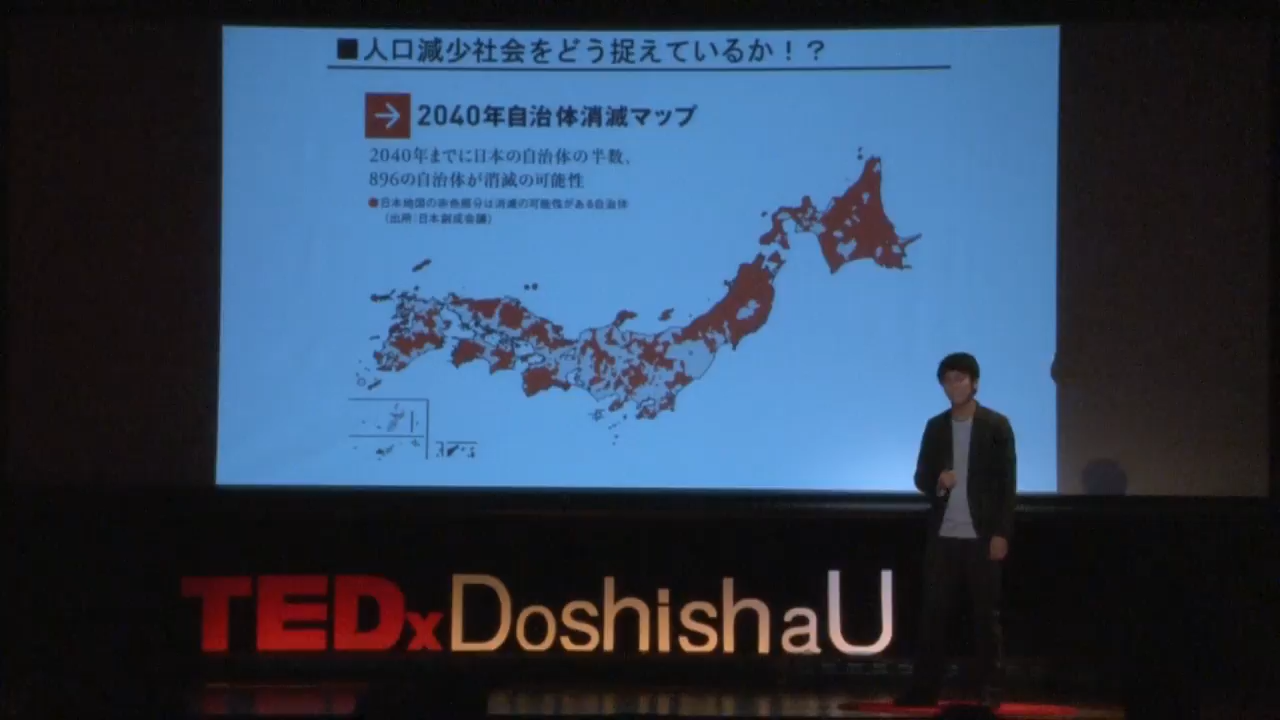 ■人口減少社会をどう捉えているか！？
→ 2040年自治体消滅マップ
2040年までに日本の自治体の半数、
896の自治体が消滅の可能性
●日本地図の赤色部分は消滅の可能性がある自治体
（出所：日本創成会議）
TEDxDoshishaU